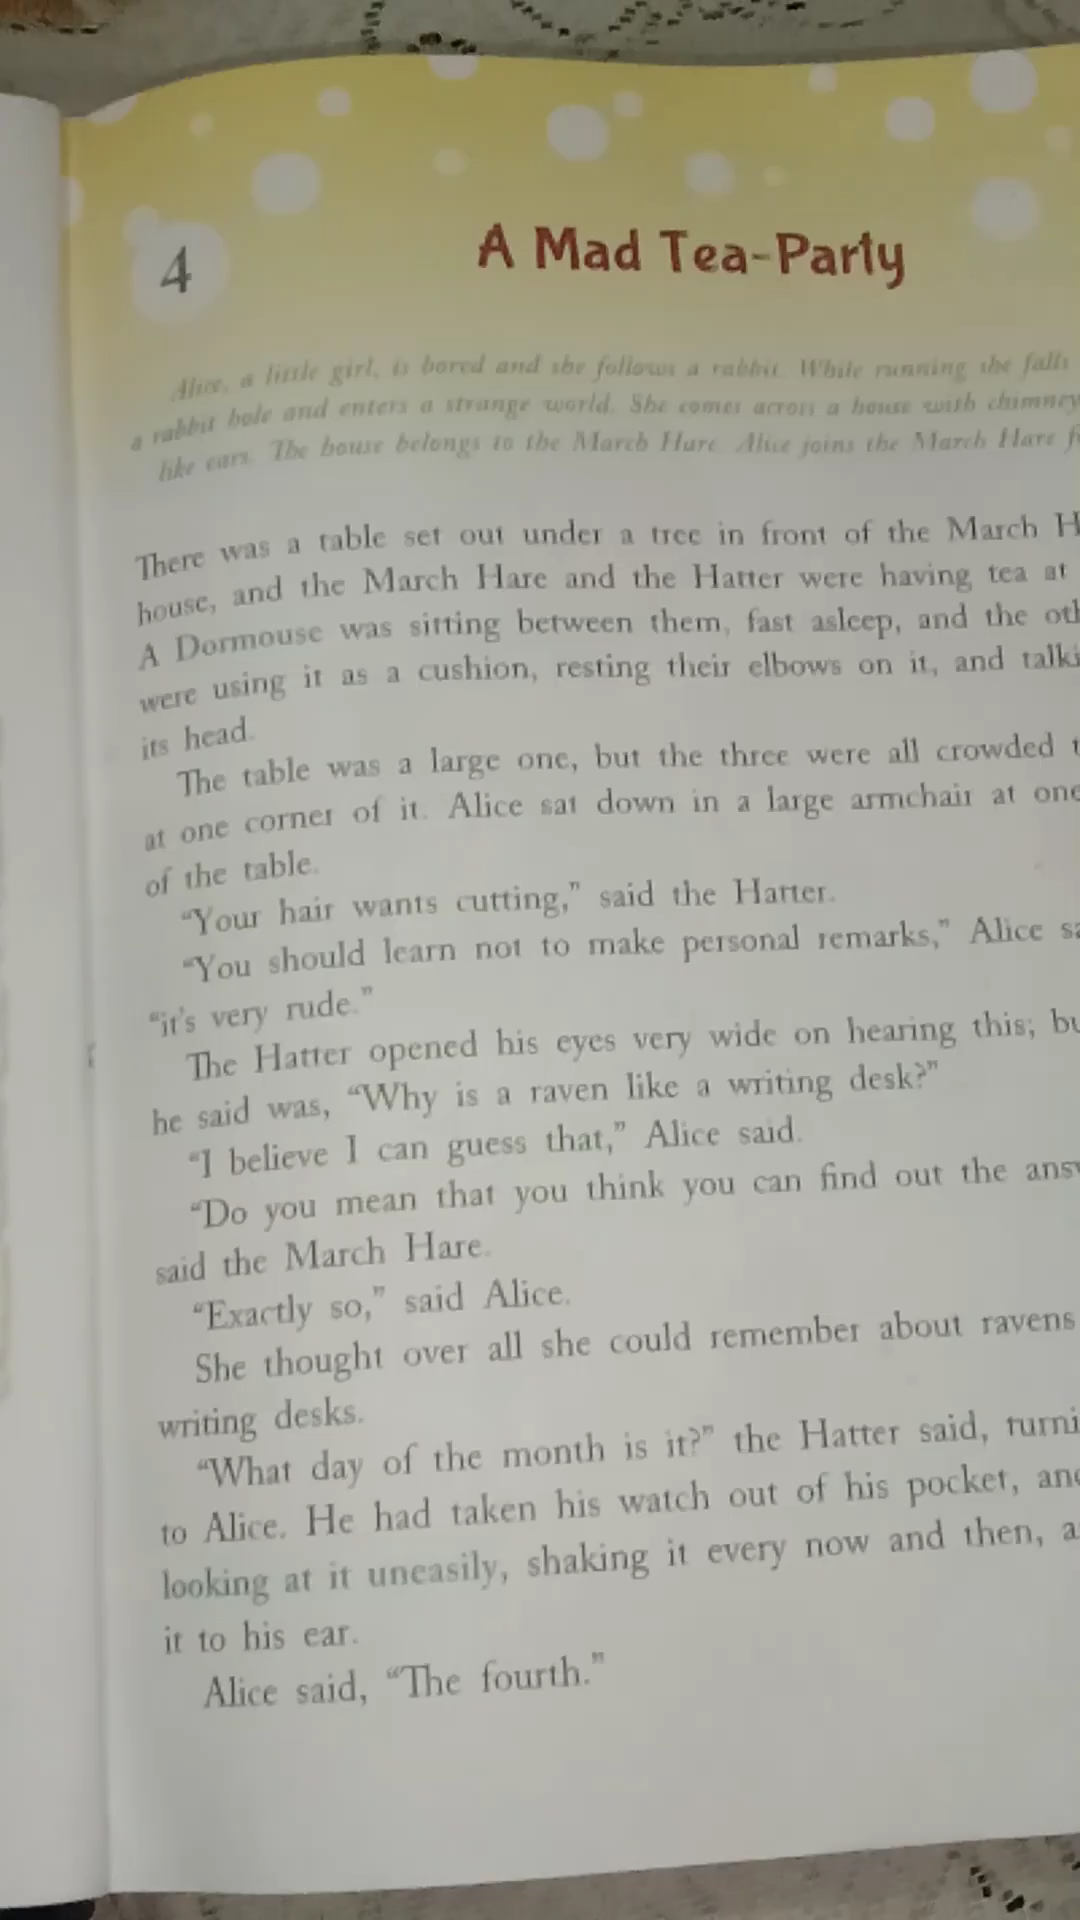 4
A Mad Tea-Party
Alice, a little girl, is bored and she follows a rabbit. While running she falls
a rabbit hole and enters a strange world. She comes across a house with chimney
like ears. The house belongs to the March Hare. Alice joins the March Hare
There was a table set out under a tree in front of the March H
house, and the March Hare and the Hatter were having tea at
A Dormouse was sitting between them, fast asleep, and the oth
were using it as a cushion, resting their elbows on it, and talki
its head.
The table was a large one, but the three were all crowded t
at one corner of it. Alice sat down in a large armchair at one
of the table.
“Your hair wants cutting,” said the Hatter.
“You should learn not to make personal remarks,” Alice sa
“it's very rude.”
The Hatter opened his eyes very wide on hearing this; bu
he said was, “Why is a raven like a writing desk?”
“I believe I can guess that,” Alice said.
“Do you mean that you think you can find out the answ
said the March Hare.
“Exactly so,” said Alice.
She thought over all she could remember about ravens
writing desks.
“What day of the month is it?” the Hatter said, turni
to Alice. He had taken his watch out of his pocket, and
looking at it uneasily, shaking it every now and then, a
it to his ear.
Alice said, “The fourth.”